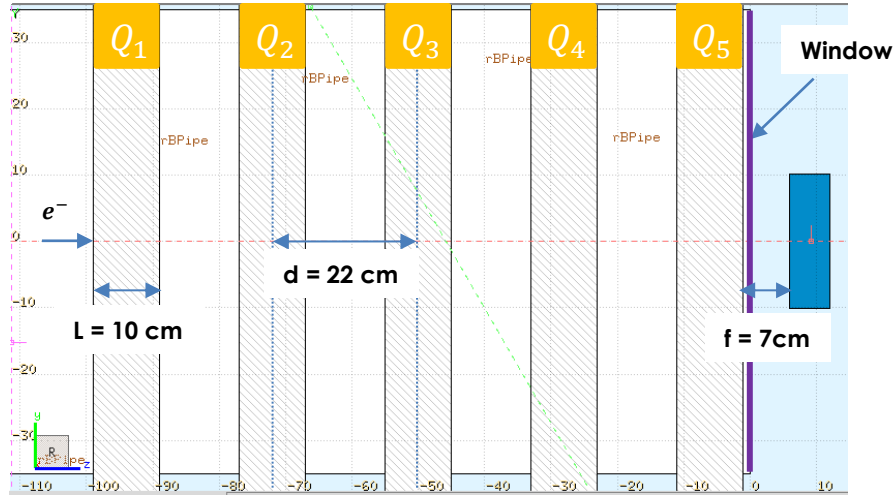 Y
30
20
10
0
-10
-20
-30
Q₁
Q₂
Q₃
Q₄
Q₅
Window
rBPipe
rBPipe
rBPipe
rBPipe
e⁻
L = 10 cm
d = 22 cm
f = 7cm
y
R
z
rBPipe
-110
-100
-90
-80
-70
-60
-50
-40
-30
-20
-10
0
10